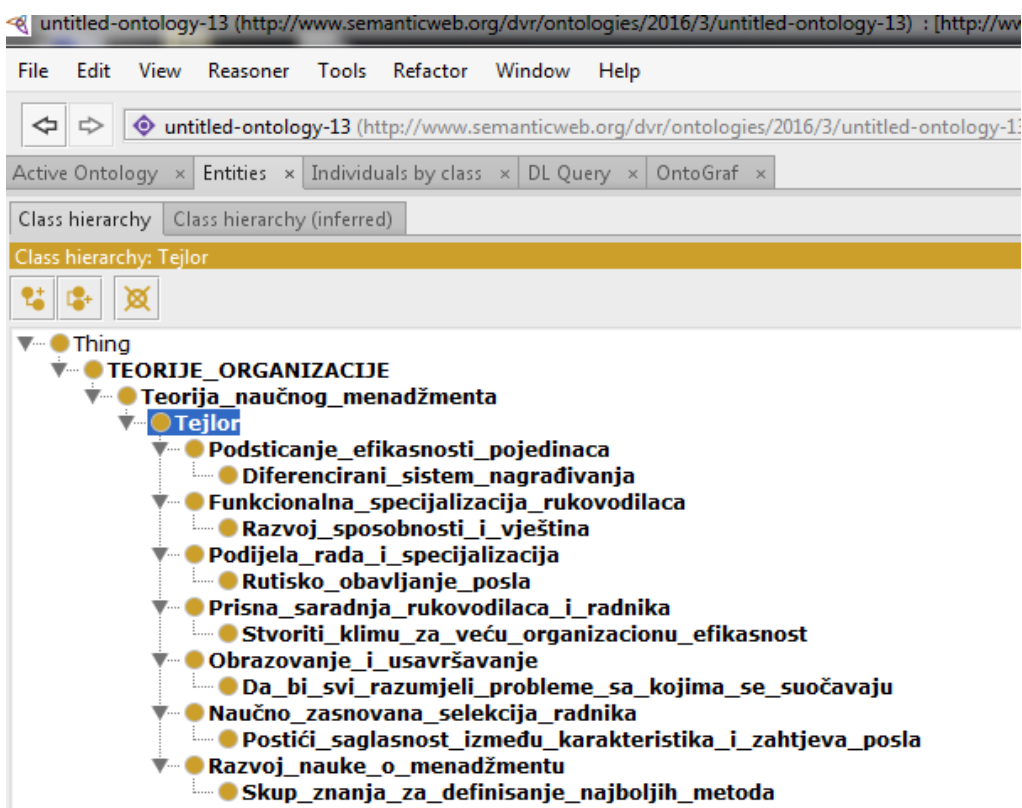 untitled-ontology-13 (http://www.semanticweb.org/dvr/ontologies/2016/3/untitled-ontology-13) : [http://ww
File Edit View Reasoner Tools Refactor Window Help
untitled-ontology-13 (http://www.semanticweb.org/dvr/ontologies/2016/3/untitled-ontology-13
Active Ontology × Entities × Individuals by class × DL Query × OntoGraf ×
Class hierarchy Class hierarchy (inferred)
Class hierarchy: Tejlor
Thing
TEORIJE_ORGANIZACIJE
Teorija_naučnog_menadžmenta
Tejlor
Podsticanje_efikasnosti_pojedinaca
Diferencirani_sistem_nagrađivanja
Funkcionalna_specijalizacija_rukovodilaca
Razvoj_sposobnosti_i_vještina
Podijela_rada_i_specijalizacija
Rutisko_obavljanje_posla
Prisna_saradnja_rukovodilaca_i_radnika
Stvoriti_klimu_za_veću_organizacionu_efikasnost
Obrazovanje_i_usavršavanje
Da_bi_svi_razumjeli_probleme_sa_kojima_se_suočavaju
Naučno_zasnovana_selekcija_radnika
Postići_saglasnost_između_karakteristika_i_zahtjeva_posla
Razvoj_nauke_o_menadžmentu
Skup_znanja_za_definisanje_najboljih_metoda